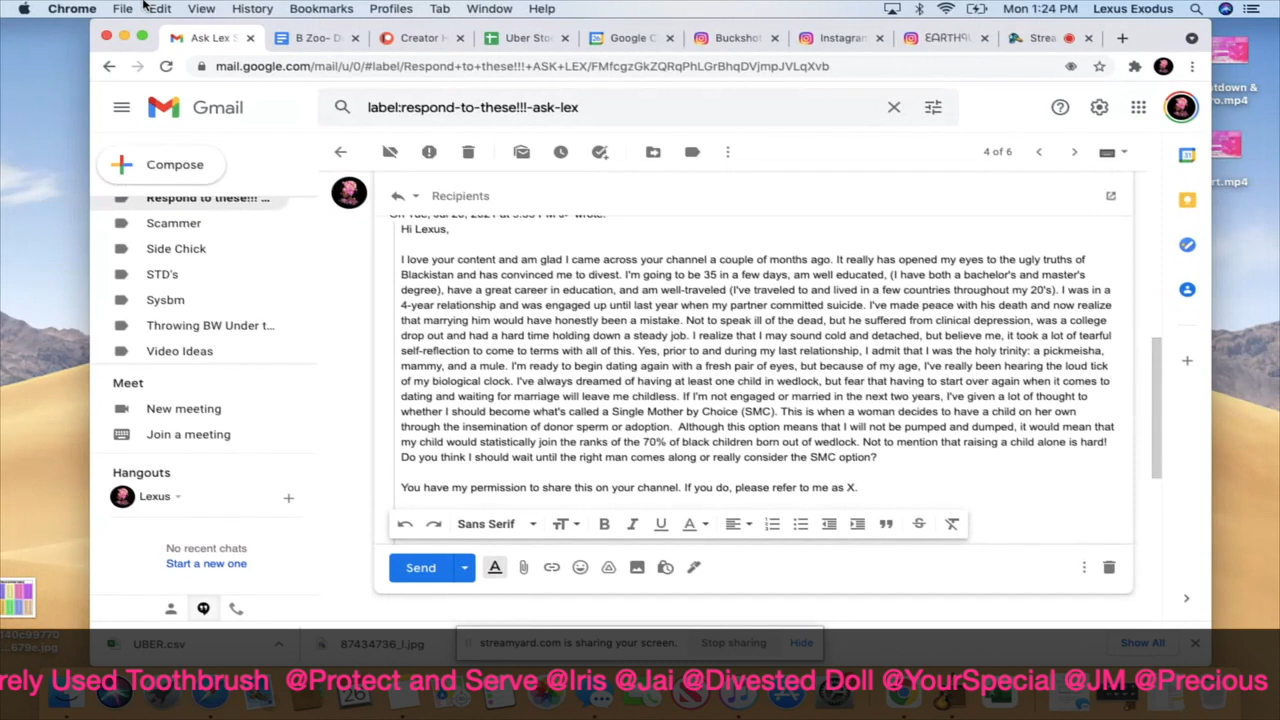 Chrome File Edit View History Bookmarks Profiles Tab Window Help Mon 1:24 PM Lexus Exodus
Ask Lex S B Zoo- D Creator H Uber Sto Google C Buckshot Instagran EARTHQU Strea
mail.google.com/mail/u/0/#label/Respond+to+these!!!-ASK+LEX/FMfcgzGkZQRqPhLGrBhqDVjmpJVLqXvb
Gmail label:respond-to-these!!!-ask-lex
Compose 4 of 6
Respond to these!!! ...
Scammer
Side Chick
STD's
Sysbm
Throwing BW Under t...
Video Ideas
Meet
New meeting
Join a meeting
Hangouts
Lexus
No recent chats
Start a new one
Recipients
Hi Lexus,
I love your content and am glad I came across your channel a couple of months ago. It really has opened my eyes to the ugly truths of
Blackistan and has convinced me to divest. I'm going to be 35 in a few days, am well educated, (I have both a bachelor's and master's
degree), have a great career in education, and am well-traveled (I've traveled to and lived in a few countries throughout my 20's). I was in a
4-year relationship and was engaged up until last year when my partner committed suicide. I've made peace with his death and now realize
that marrying him would have honestly been a mistake. Not to speak ill of the dead, but he suffered from clinical depression, was a college
drop out and had a hard time holding down a steady job. I realize that I may sound cold and detached, but believe me, it took a lot of tearful
self-reflection to come to terms with all of this. Yes, prior to and during my last relationship, I admit that I was the holy trinity: a pickmeisha,
mammy, and a mule. I'm ready to begin dating again with a fresh pair of eyes, but because of my age, I've really been hearing the loud tick
of my biological clock. I've always dreamed of having at least one child in wedlock, but fear that having to start over again when it comes to
dating and waiting for marriage will leave me childless. If I'm not engaged or married in the next two years, I've given a lot of thought to
whether I should become what's called a Single Mother by Choice (SMC). This is when a woman decides to have a child on her own
through the insemination of donor sperm or adoption. Although this option means that I will not be pumped and dumped, it would mean that
my child would statistically join the ranks of the 70% of black children born out of wedlock. Not to mention that raising a child alone is hard!
Do you think I should wait until the right man comes along or really consider the SMC option?
You have my permission to share this on your channel. If you do, please refer to me as X.
Sans Serif
Send
UBER.csv 87434736_l.jpg streamyard.com is sharing your screen. Stop sharing Hide Show All
rely Used Toothbrush @Protect and Serve @Iris @Jai @Divested Doll @YourSpecial @JM @Precious